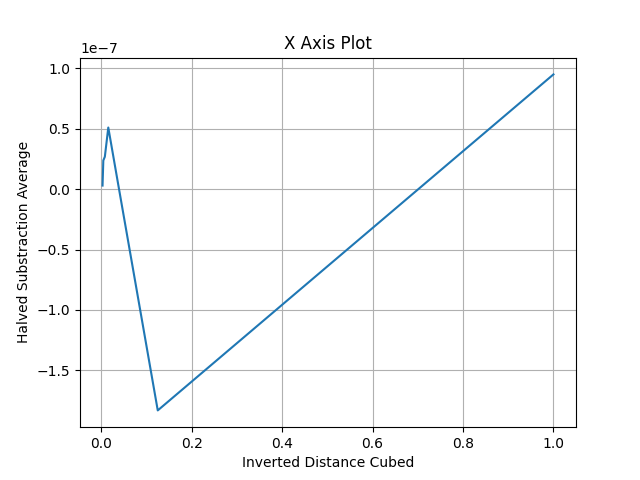 X Axis Plot
1e−7
1.0
0.5
0.0
−0.5
−1.0
−1.5
Halved Substraction Average
0.0 0.2 0.4 0.6 0.8 1.0
Inverted Distance Cubed